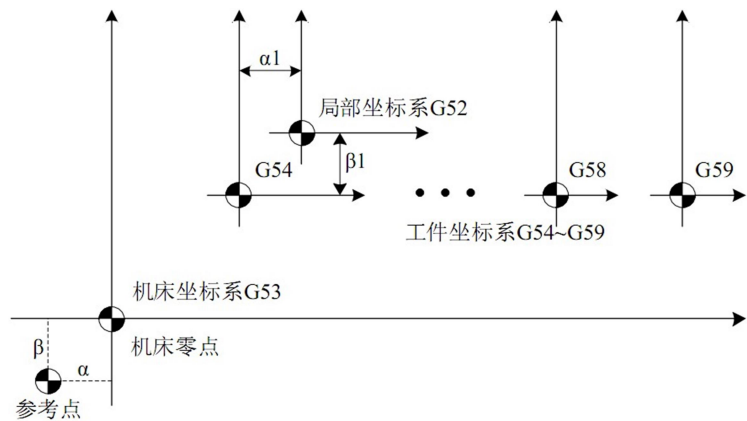 α1
局部坐标系G52
G54
β1
G58
G59
工件坐标系G54~G59
机床坐标系G53
机床零点
β
α
参考点